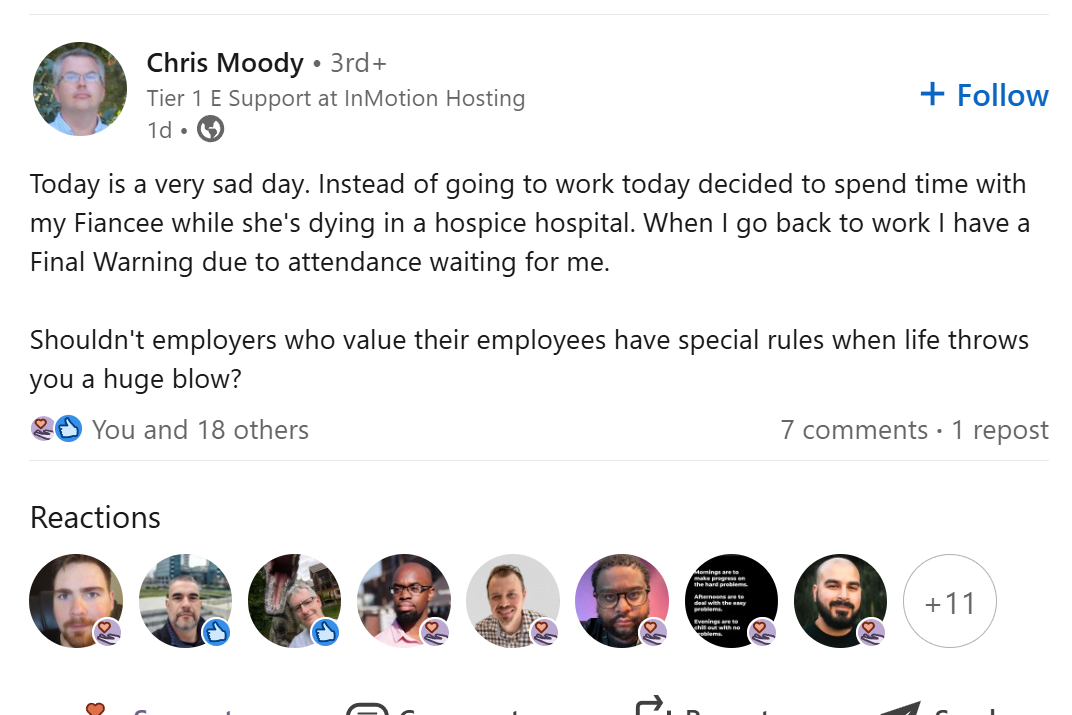 Chris Moody • 3rd+
Tier 1 E Support at InMotion Hosting
1d •
+ Follow
Today is a very sad day. Instead of going to work today decided to spend time with
my Fiancee while she's dying in a hospice hospital. When I go back to work I have a
Final Warning due to attendance waiting for me.
Shouldn't employers who value their employees have special rules when life throws
you a huge blow?
You and 18 others
7 comments • 1 repost
Reactions
Mornings are to
make progress on
the hard problems.
Afternoons are to
deal with the easy
problems.
Evenings are to
chill out with no
problems.
+11